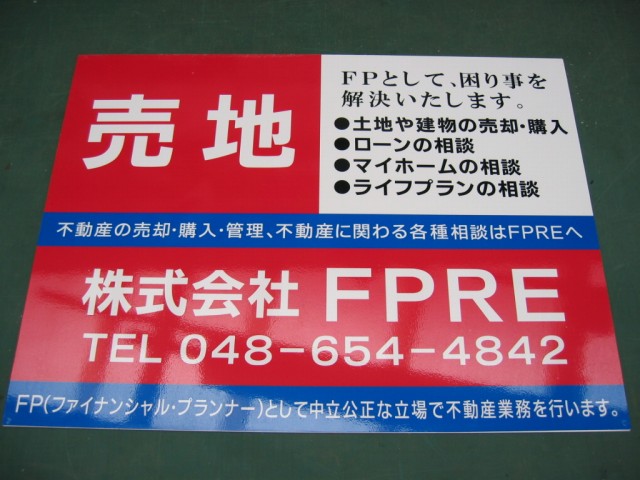 売地
FPとして、困り事を
解決いたします。
●土地や建物の売却・購入
●ローンの相談
●マイホームの相談
●ライフプランの相談
不動産の売却・購入・管理、不動産に関わる各種相談はFPREへ
株式会社 FPRE
TEL 048-654-4842
FP(ファイナンシャル・プランナー)として中立公正な立場で不動産業務を行います。